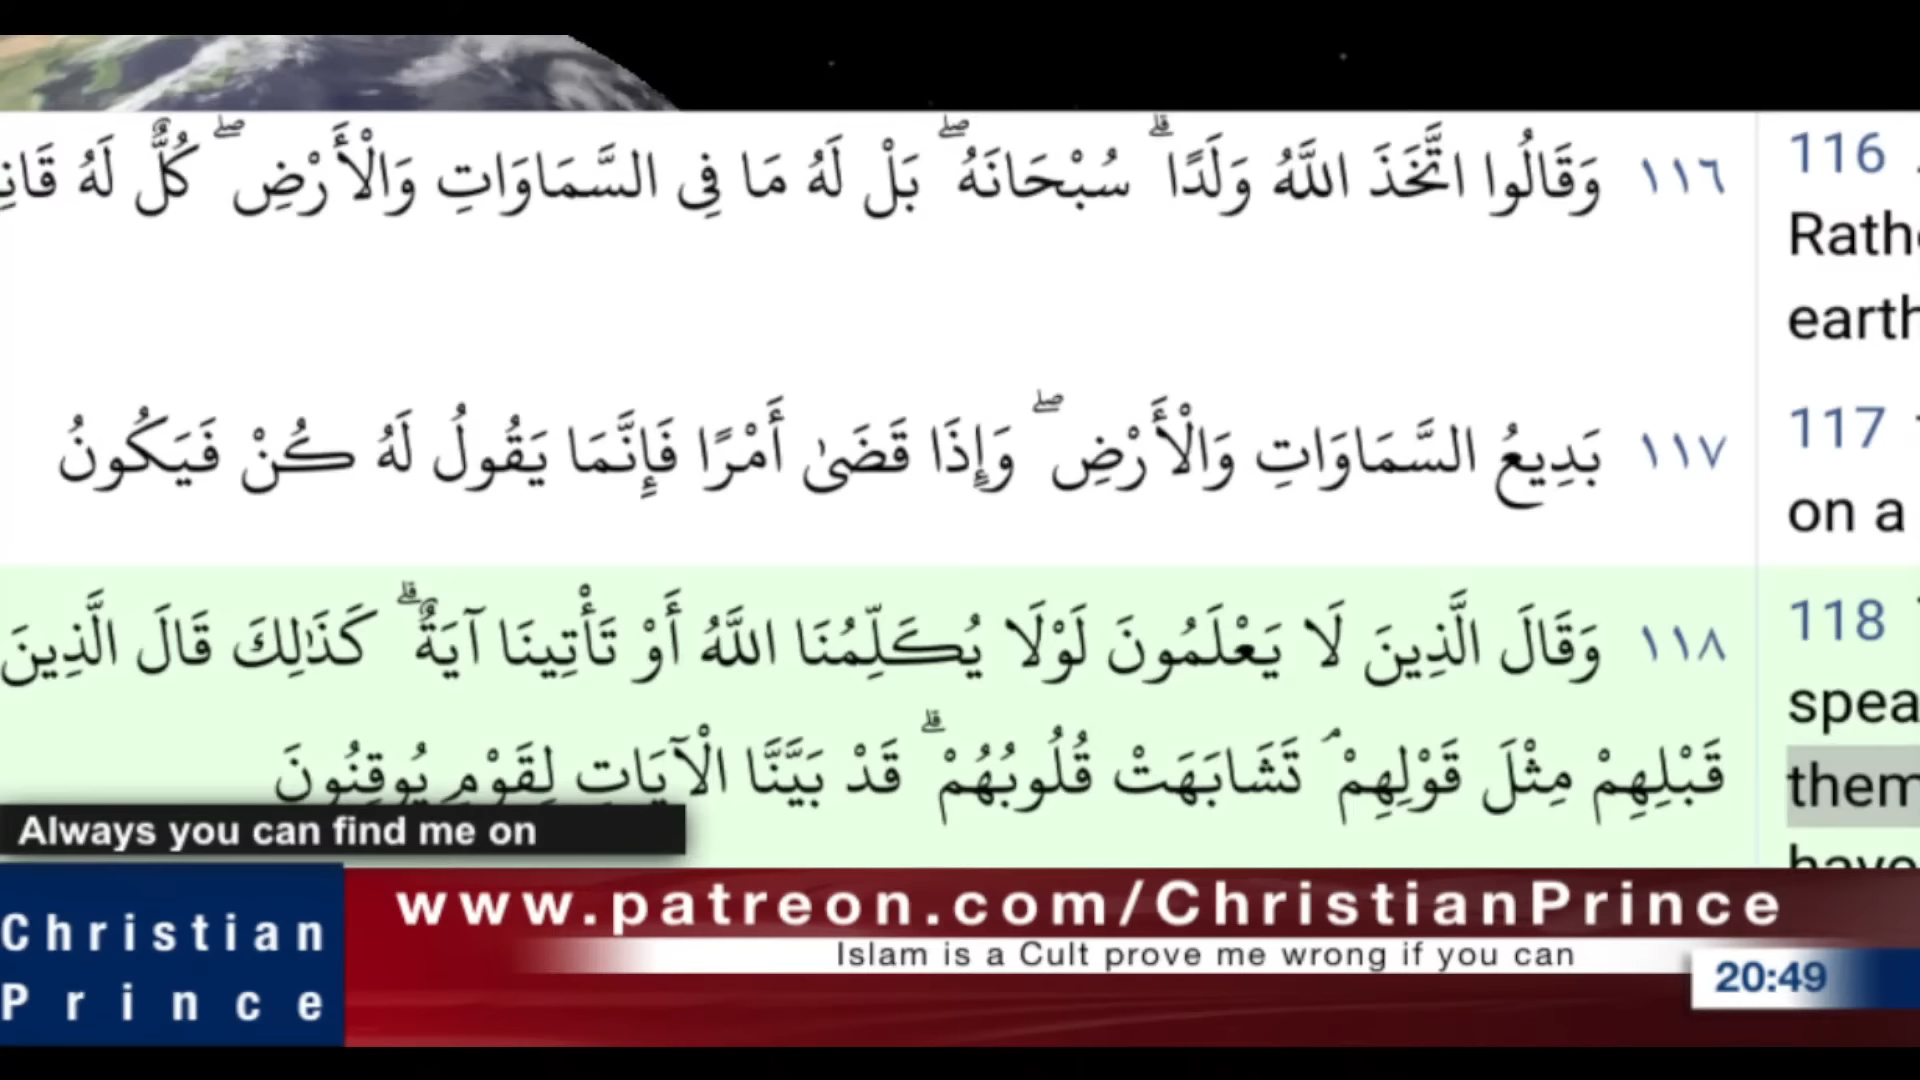 ١١٦ وَقَالُوا اتَّخَذَ اللَّهُ وَلَدًا ۗ سُبْحَانَهُ ۖ بَلْ لَهُ مَا فِي السَّمَاوَاتِ وَالْأَرْضِ ۖ كُلٌّ لَهُ
116
Rath
earth
١١٧ بَدِيعُ السَّمَاوَاتِ وَالْأَرْضِ ۖ وَإِذَا قَضَىٰ أَمْرًا فَإِنَّمَا يَقُولُ لَهُ كُنْ فَيَكُونُ
117
on a
١١٨ وَقَالَ الَّذِينَ لَا يَعْلَمُونَ لَوْلَا يُكَلِّمُنَا اللَّهُ أَوْ تَأْتِينَا آيَةٌ ۗ كَذَٰلِكَ قَالَ الَّذِينَ
قَبْلِهِمْ مِثْلَ قَوْلِهِمْ ۘ تَشَابَهَتْ قُلُوبُهُمْ ۗ قَدْ بَيَّنَّا الْآيَاتِ لِقَوْمٍ يُوقِنُونَ
118
spea
them
have
Always you can find me on
Christian
Prince
www.patreon.com/ChristianPrince
Islam is a Cult prove me wrong if you can
20:49